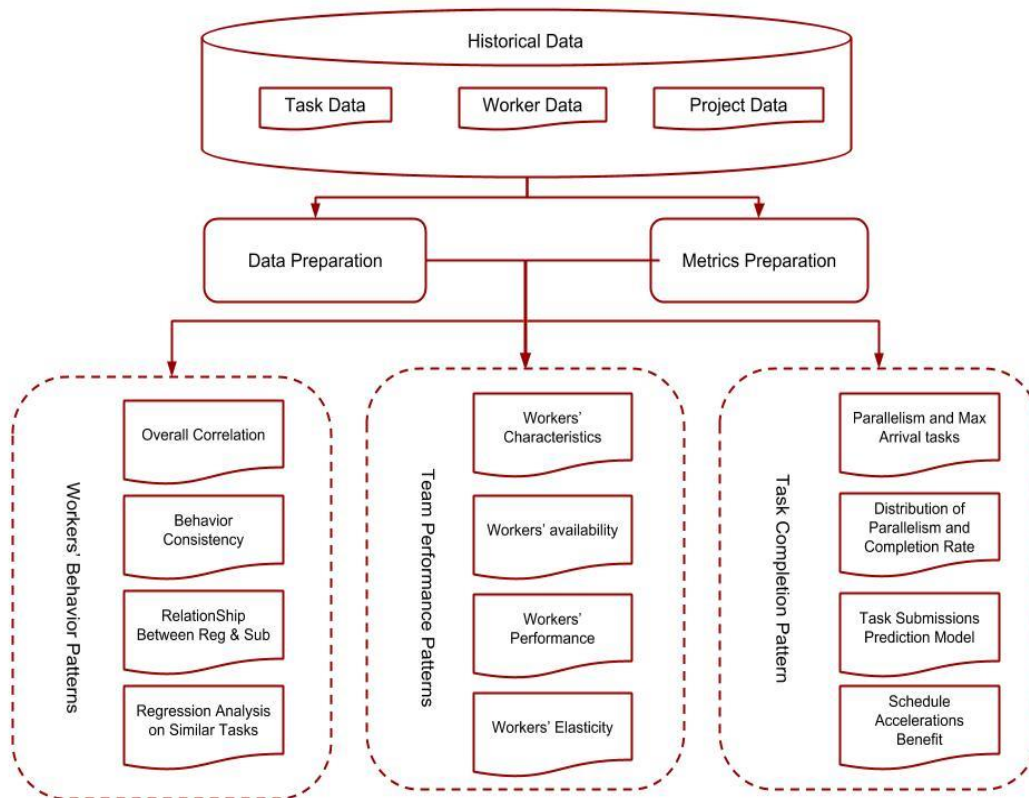 Historical Data
Task Data
Worker Data
Project Data
Data Preparation
Metrics Preparation
Workers' Behavior Patterns
Overall Correlation
Behavior
Consistency
RelationShip
Between Reg & Sub
Regression Analysis
on Similar Tasks
Team Performance Patterns
Workers'
Characteristics
Workers' availability
Workers'
Performance
Workers' Elasticity
Task Completion Pattern
Parallelism and Max
Arrival tasks
Distribution of
Parallelism and
Completion Rate
Task Submissions
Prediction Model
Schedule
Accelerations
Benefit